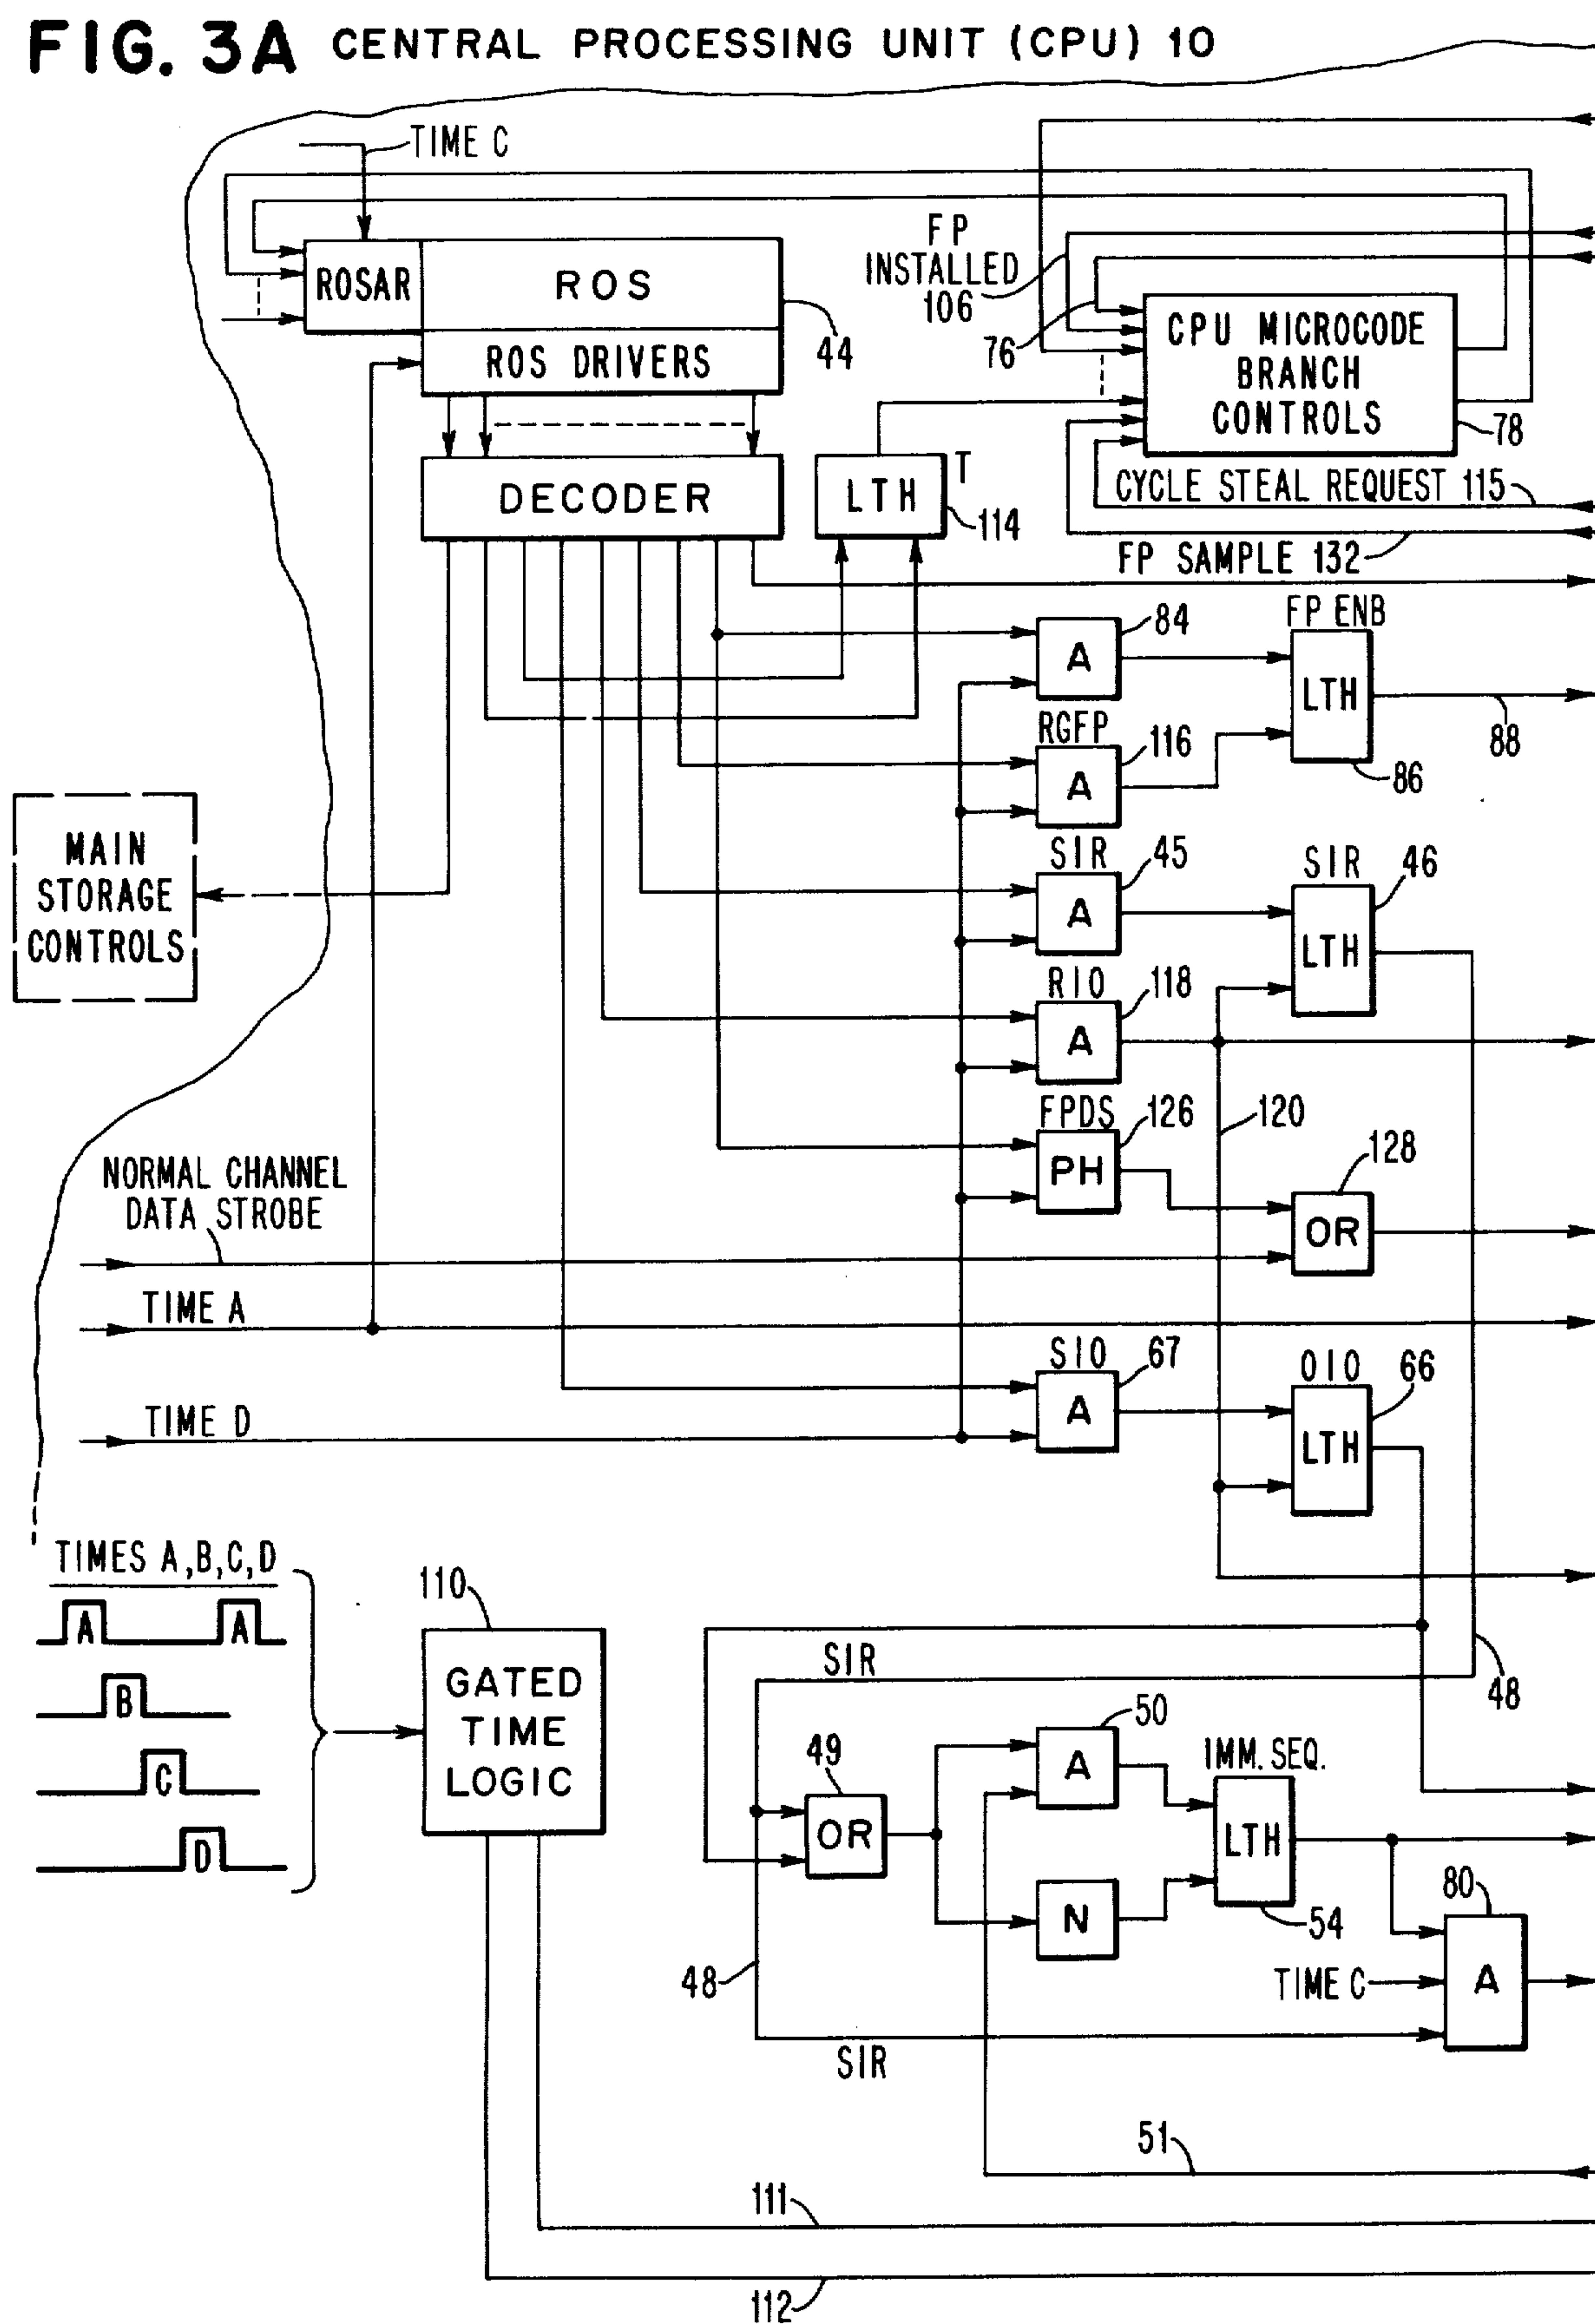 FIG. 3A CENTRAL PROCESSING UNIT (CPU) 10
TIME C
ROSAR
ROS
ROS DRIVERS
44
FP
INSTALLED
106
76
CPU MICROCODE
BRANCH
CONTROLS
78
DECODER
LTH
T
114
CYCLE STEAL REQUEST 115
FP SAMPLE 132
A
84
FP ENB
LTH
88
86
RGFP
A
116
MAIN
STORAGE
CONTROLS
SIR
A
45
SIR
LTH
46
RIO
A
118
FPDS
PH
126
120
128
OR
NORMAL CHANNEL
DATA STROBE
TIME A
SIO
A
67
OIO
LTH
66
TIME D
TIMES A,B,C,D
A
A
B
C
D
110
GATED
TIME
LOGIC
SIR
48
49
OR
50
A
N
IMM. SEQ.
LTH
54
80
A
TIME C
48
SIR
51
111
112